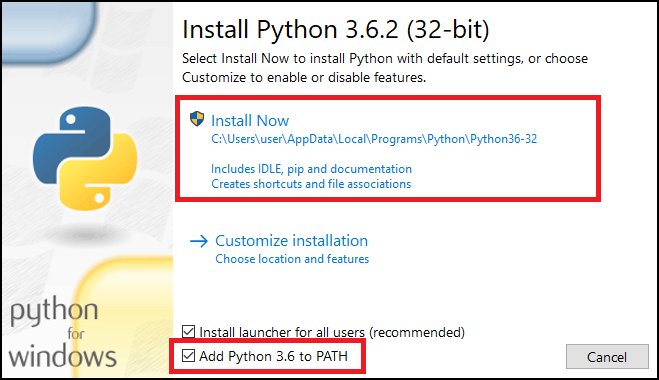 Install Python 3.6.2 (32-bit)
Select Install Now to install Python with default settings, or choose
Customize to enable or disable features.
Install Now
C:\Users\user\AppData\Local\Programs\Python\Python36-32
Includes IDLE, pip and documentation
Creates shortcuts and file associations
Customize installation
Choose location and features
python
for
windows
Install launcher for all users (recommended)
Add Python 3.6 to PATH
Cancel